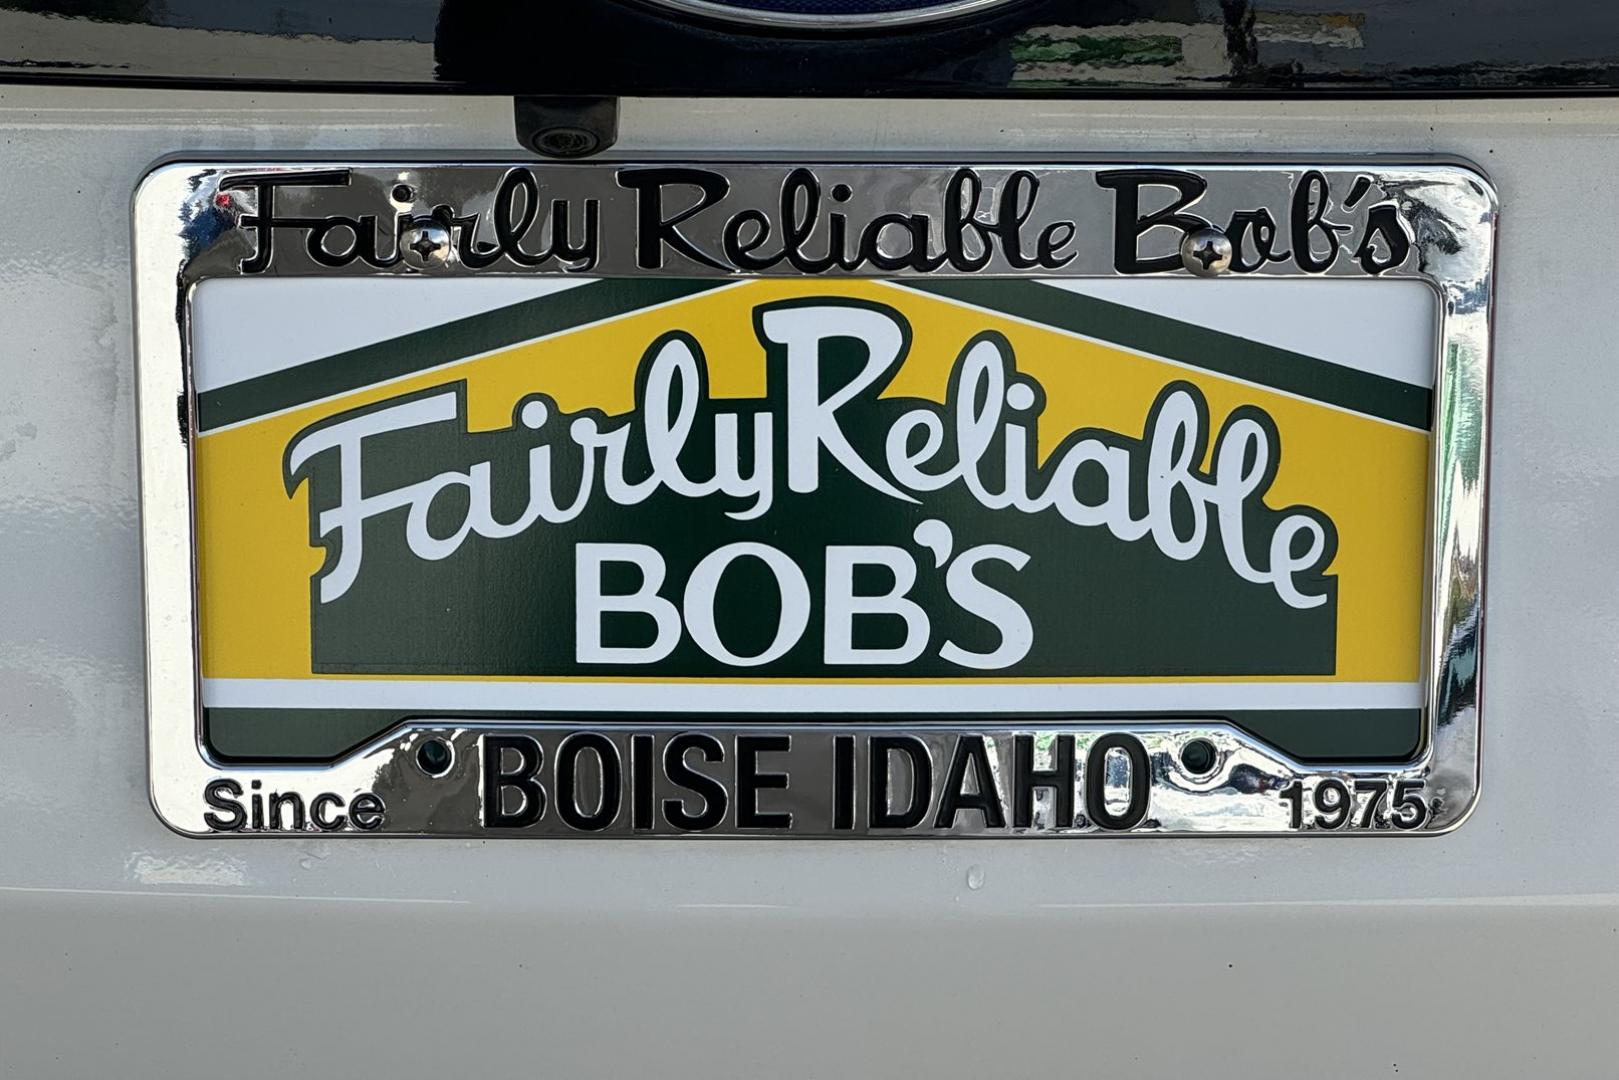 Fairly Reliable Bob's
Fairly Reliable
BOB'S
Since BOISE IDAHO 1975